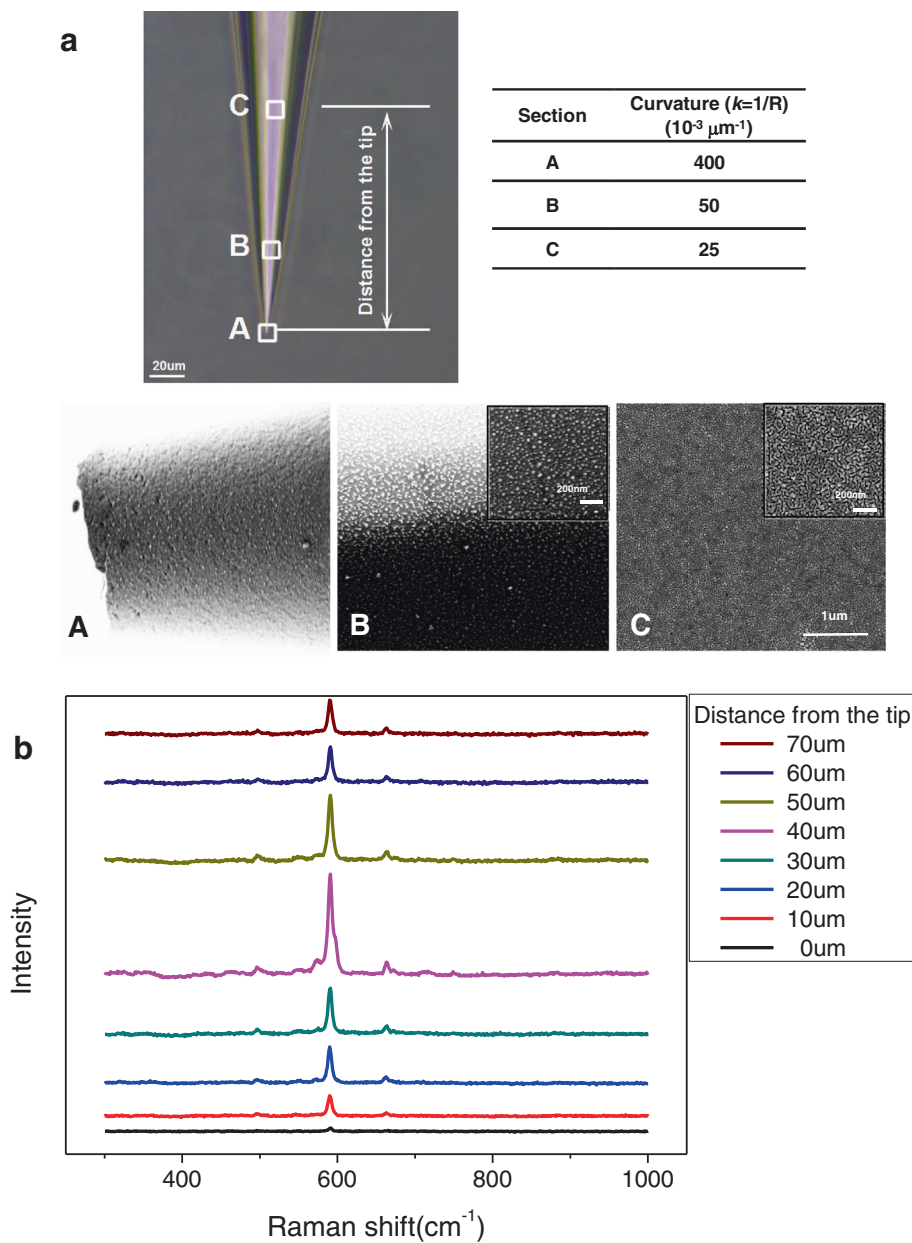 a
C
B
A
Distance from the tip
20um
Section Curvature (k=1/R)
(10⁻³ μm⁻¹)
A 400
B 50
C 25
A
B
200nm
C
200nm
1um
b
Intensity
400 600 800 1000
Raman shift(cm⁻¹)
Distance from the tip
70um
60um
50um
40um
30um
20um
10um
0um